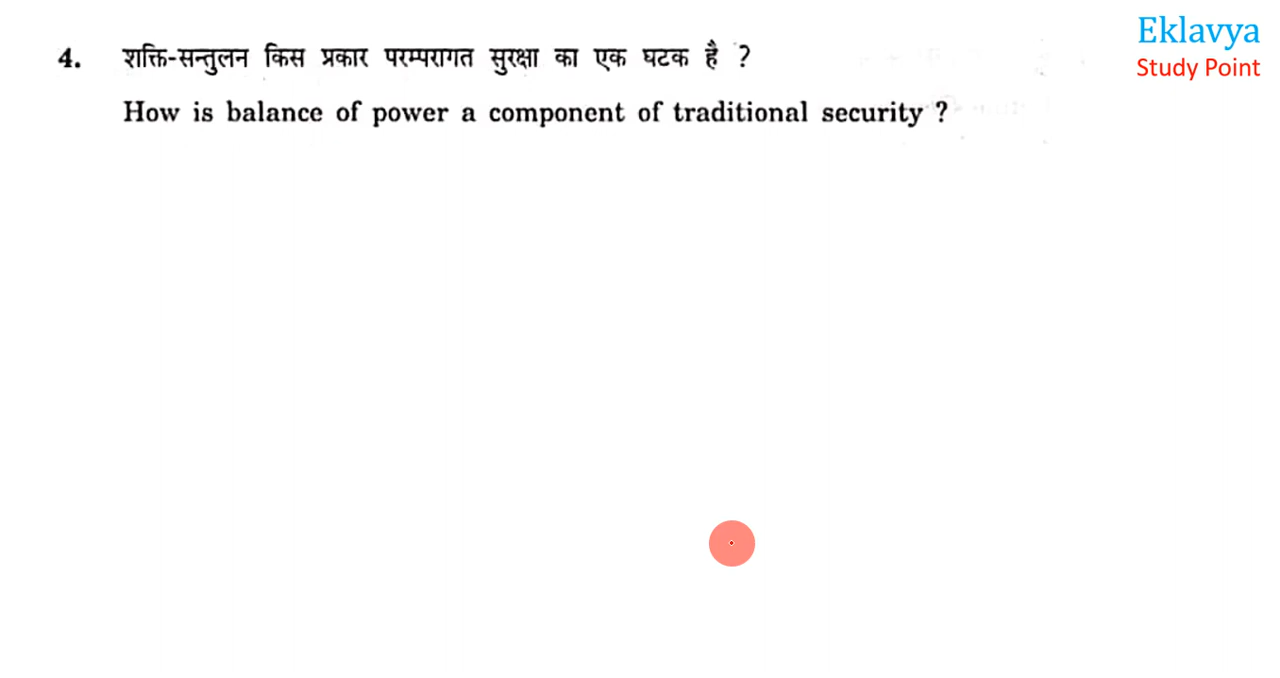 Eklavya
Study Point
4. शक्ति-सन्तुलन किस प्रकार परम्परागत सुरक्षा का एक घटक है ?
How is balance of power a component of traditional security ?